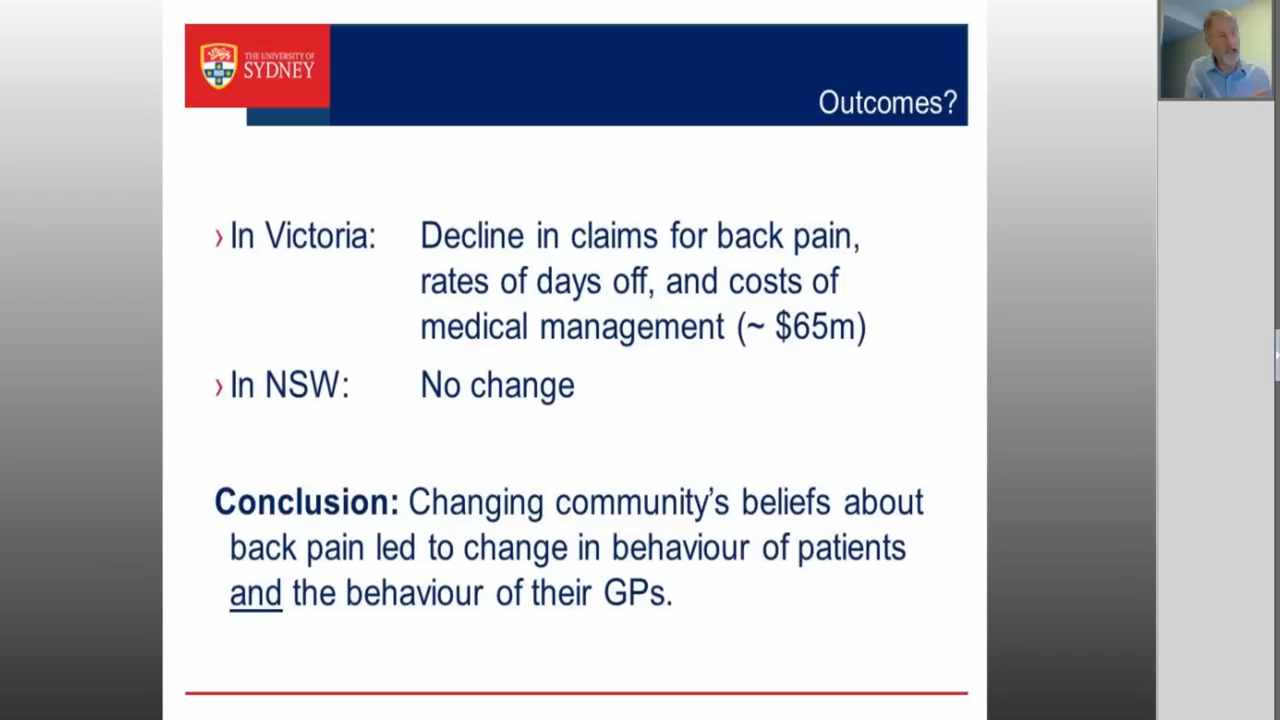 THE UNIVERSITY OF
SYDNEY
Outcomes?
› In Victoria: Decline in claims for back pain,
rates of days off, and costs of
medical management (~ $65m)
› In NSW: No change
Conclusion: Changing community's beliefs about
back pain led to change in behaviour of patients
and the behaviour of their GPs.